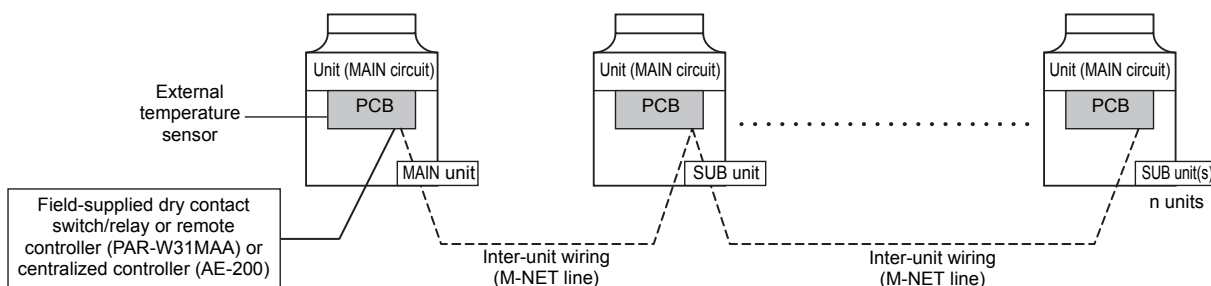 Unit (MAIN circuit)
PCB
External
temperature
sensor
MAIN unit
Field-supplied dry contact
switch/relay or remote
controller (PAR-W31MAA) or
centralized controller (AE-200)
Inter-unit wiring
(M-NET line)
Unit (MAIN circuit)
PCB
SUB unit
Inter-unit wiring
(M-NET line)
Unit (MAIN circuit)
PCB
SUB unit(s)
n units